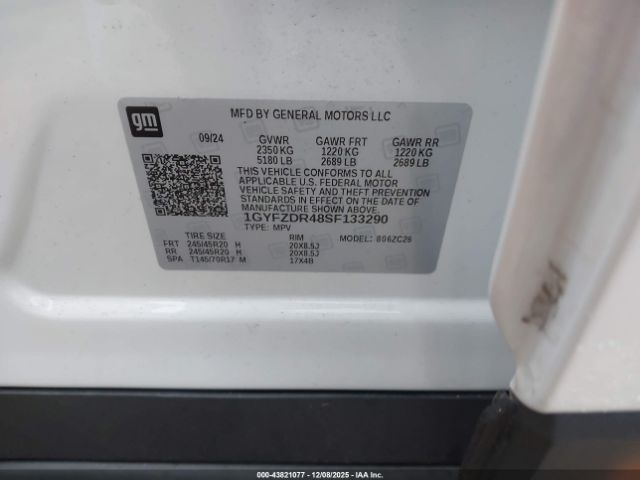 gm
MFD BY GENERAL MOTORS LLC
09/24 GVWR GAWR FRT GAWR RR
2350 KG 1220 KG 1220 KG
5180 LB 2689 LB 2689 LB
THIS VEHICLE CONFORMS TO ALL
APPLICABLE U.S. FEDERAL MOTOR
VEHICLE SAFETY AND THEFT PREVENTION
STANDARDS IN EFFECT ON THE DATE OF
MANUFACTURE SHOWN ABOVE.
1GYFZDR48SF133290
TYPE: MPV
TIRE SIZE RIM MODEL: 6062C26
FRT 245/45R20 H 20X8.5J
RR 245/45R20 H 20X8.5J
SPA T145/70R17 M 17X4B
000-43821077 12/08/2025 IAAI, Inc.